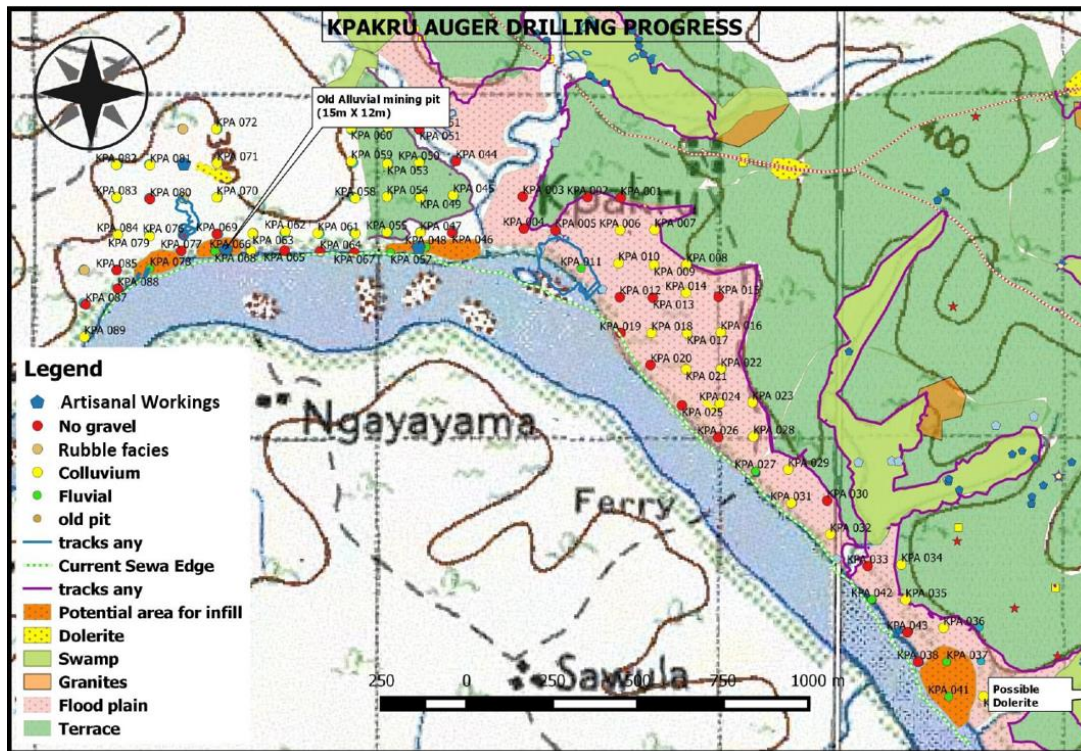 KPAKRU AUGER DRILLING PROGRESS
Old Alluvial mining pit
(15m X 12m)
KPA 072
KPA 060
KPA 051
KPA 082
KPA 081
KPA 071
KPA 059
KPA 050
KPA 044
KPA 053
400
KPA 083
KPA 080
KPA 070
KPA 058
KPA 054
KPA 049
KPA 045
KPA 003
KPA 002
KPA 001
Kpakru
KPA 084
KPA 076
KPA 069
KPA 062
KPA 061
KPA 055
KPA 047
KPA 004
KPA 005
KPA 006
KPA 007
KPA 079
KPA 077
KPA 066
KPA 063
KPA 064
KPA 048
KPA 046
KPA 068
KPA 065
KPA 067
KPA 057
KPA 085
KPA 078
KPA 011
KPA 010
KPA 009
KPA 008
KPA 088
KPA 014
KPA 087
KPA 012
KPA 013
KPA 015
KPA 089
KPA 019
KPA 018
KPA 017
KPA 016
KPA 020
KPA 021
KPA 022
KPA 025
KPA 024
KPA 023
KPA 026
KPA 028
KPA 027
KPA 029
KPA 031
KPA 030
KPA 032
KPA 033
KPA 034
KPA 042
KPA 035
KPA 043
KPA 036
KPA 038
KPA 037
KPA 041
Ngayayama
Ferry
Sawula
Possible
Dolerite
250 0 250 500 750 1000 m
Legend
Artisanal Workings
No gravel
Rubble facies
Colluvium
Fluvial
old pit
tracks any
Current Sewa Edge
tracks any
Potential area for infill
Dolerite
Swamp
Granites
Flood plain
Terrace